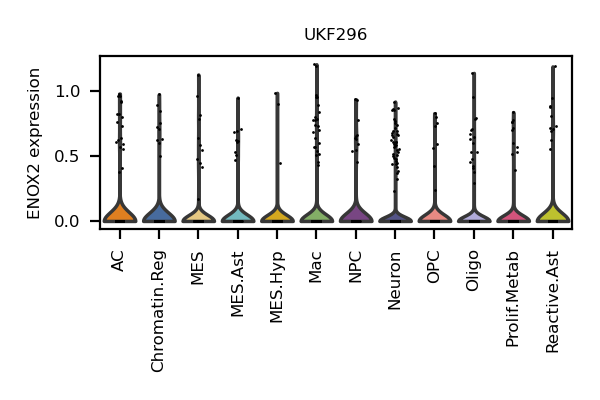 UKF296
ENOX2 expression
1.0
0.5
0.0
AC
Chromatin.Reg
MES
MES.Ast
MES.Hyp
Mac
NPC
Neuron
OPC
Oligo
Prolif.Metab
Reactive.Ast